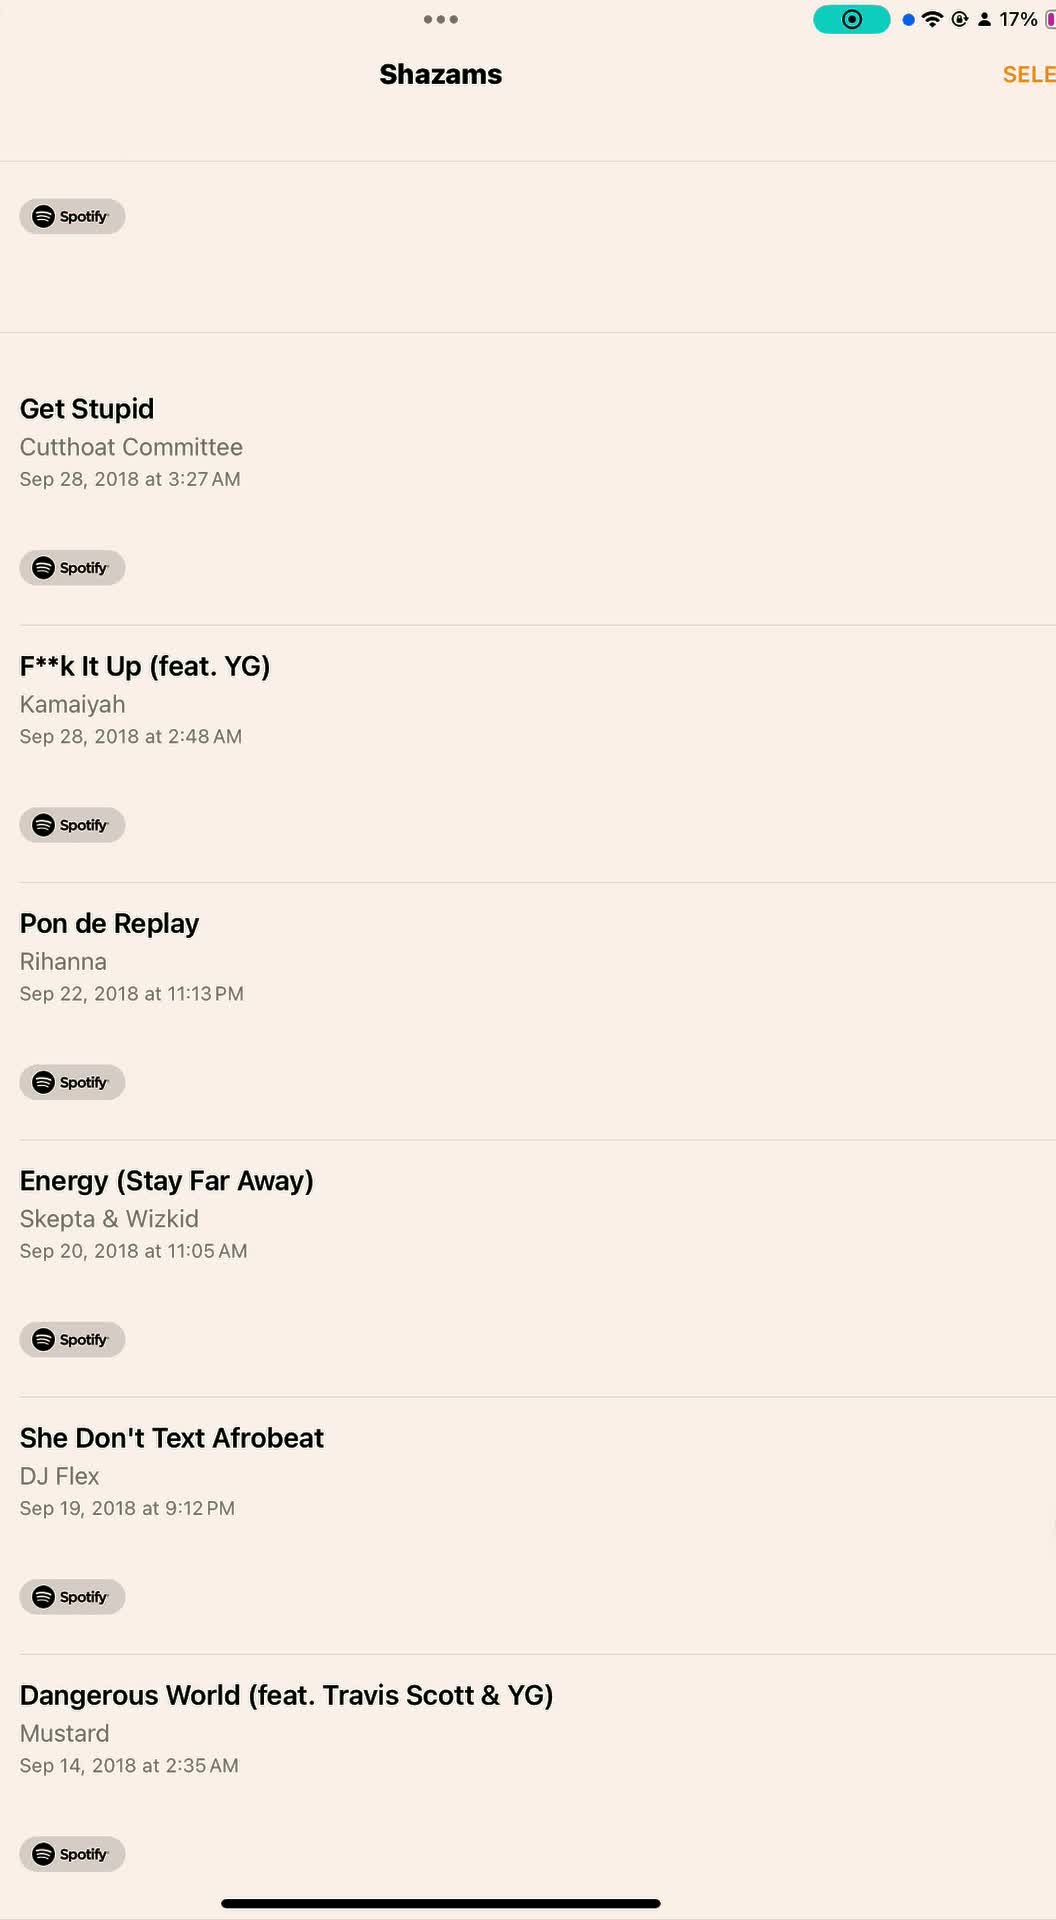 17%
Shazams
SELE
Spotify
Get Stupid
Cutthoat Committee
Sep 28, 2018 at 3:27 AM
Spotify
F**k It Up (feat. YG)
Kamaiyah
Sep 28, 2018 at 2:48 AM
Spotify
Pon de Replay
Rihanna
Sep 22, 2018 at 11:13 PM
Spotify
Energy (Stay Far Away)
Skepta & Wizkid
Sep 20, 2018 at 11:05 AM
Spotify
She Don't Text Afrobeat
DJ Flex
Sep 19, 2018 at 9:12 PM
Spotify
Dangerous World (feat. Travis Scott & YG)
Mustard
Sep 14, 2018 at 2:35 AM
Spotify